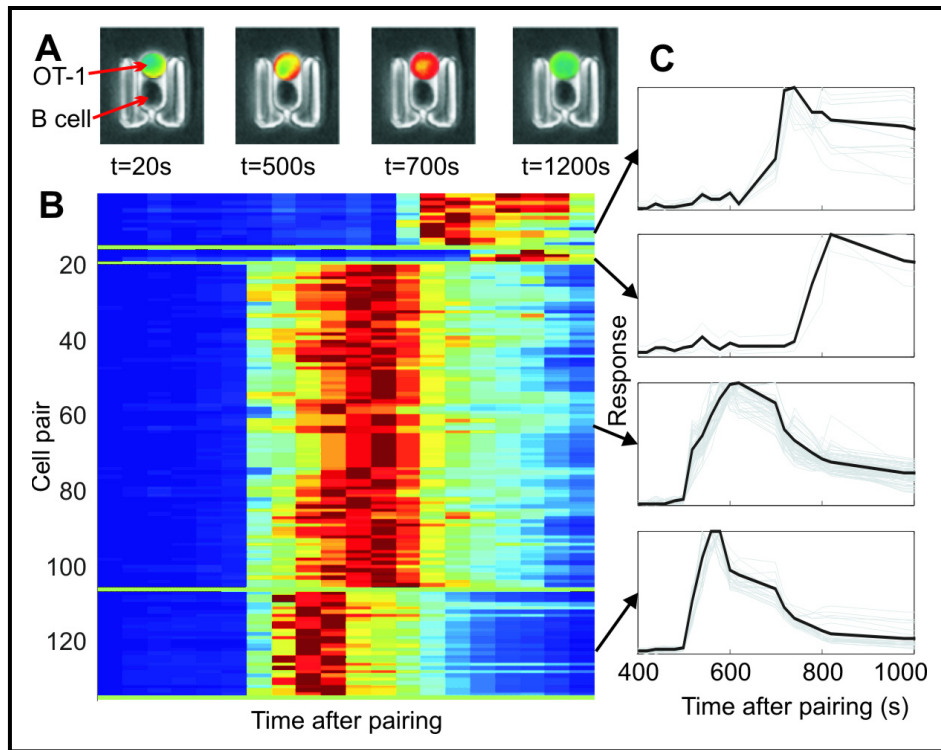 A
OT-1
B cell
t=20s
t=500s
t=700s
t=1200s
B
20
40
60
80
100
120
Cell pair
Time after pairing
C
Response
400
600
800
1000
Time after pairing (s)